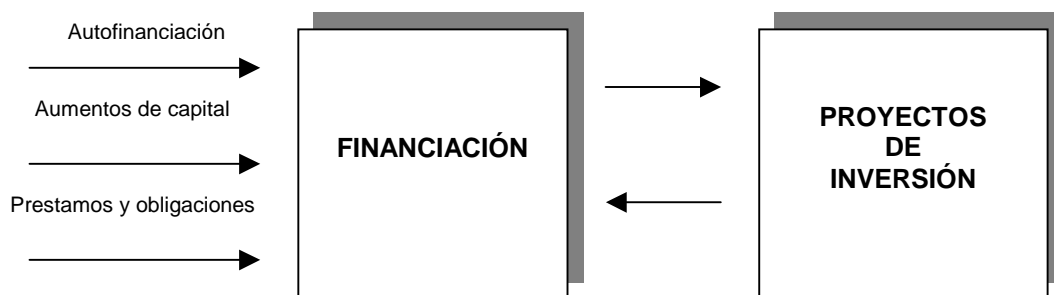 Autofinanciación
Aumentos de capital
Prestamos y obligaciones
FINANCIACIÓN
PROYECTOS
DE
INVERSIÓN